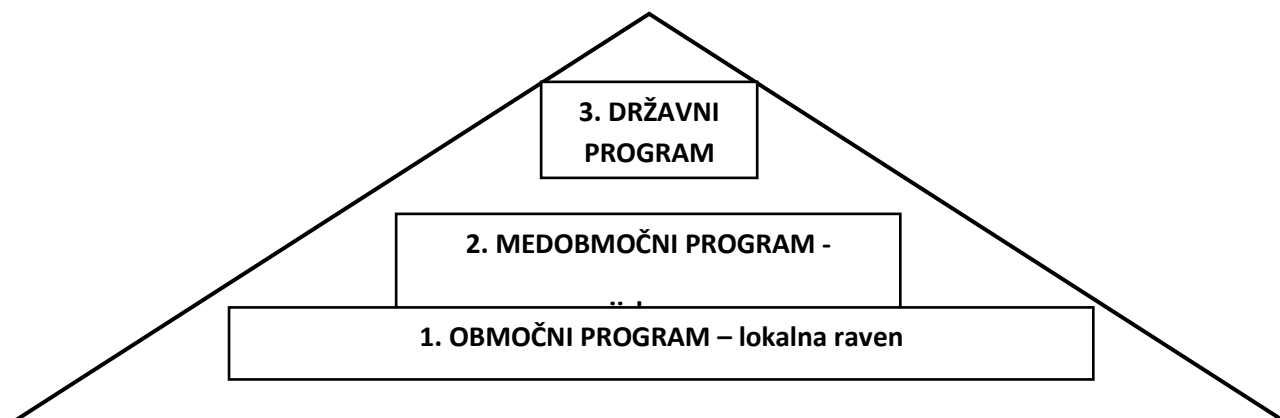 3. DRŽAVNI
PROGRAM
2. MEDOBMOČNI PROGRAM -
1. OBMOČNI PROGRAM – lokalna raven